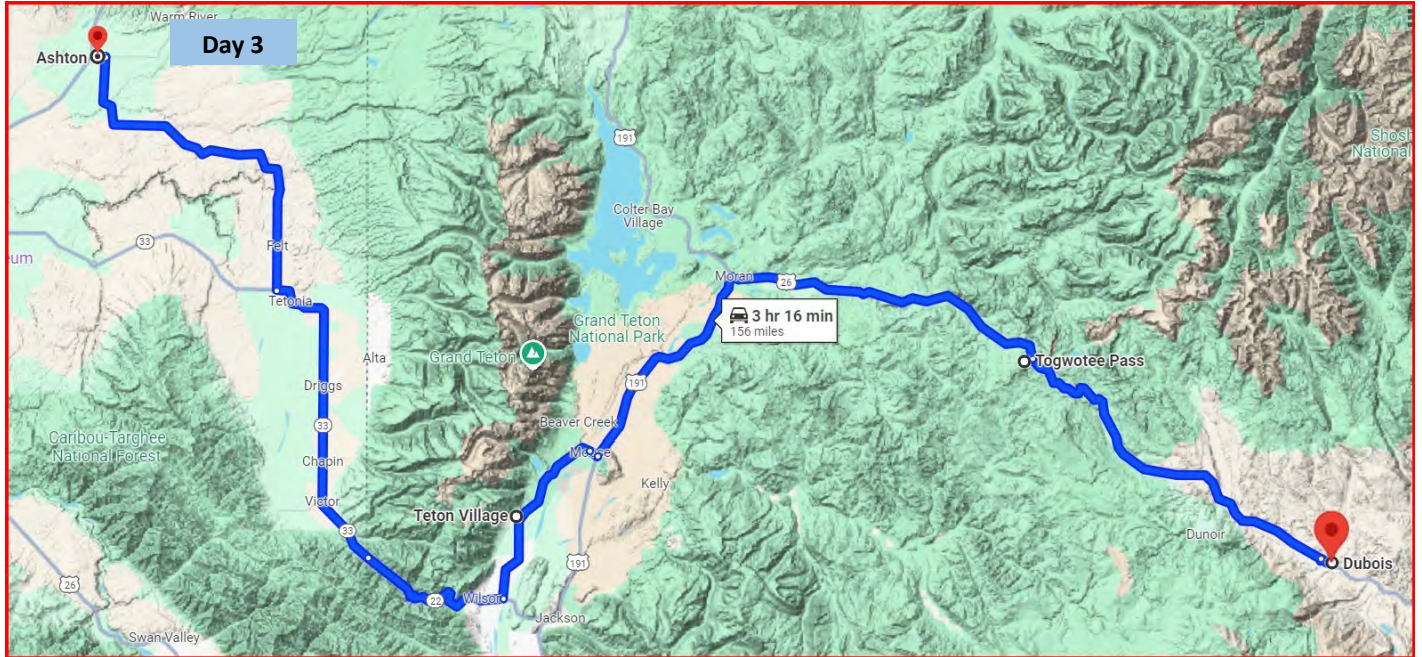 Warm River
Day 3
Ashton
191
Shosh
National
Colter Bay
Village
33
Felt
eum
Tetonia
Moran
26
3 hr 16 min
156 miles
Grand Teton
National Park
Alta
Grand Teton
Togwotee Pass
Driggs
191
33
Beaver Creek
Caribou-Targhee
National Forest
Chapin
Moose
Kelly
Victor
Teton Village
33
Dunoir
191
Dubois
26
22
Wilson
Jackson
Swan Valley